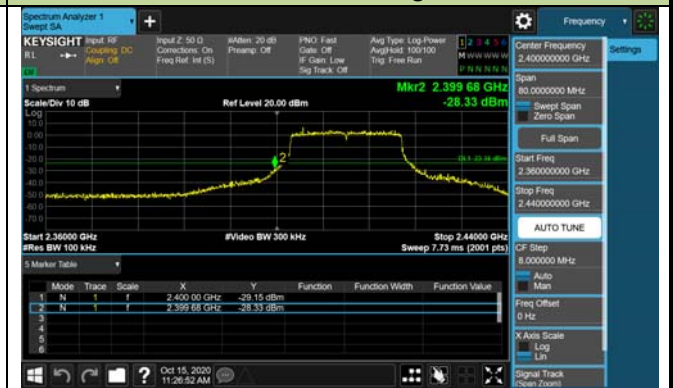 Spectrum Analyzer 1
Swept SA
Frequency
KEYSIGHT
Input: RF
Coupling: DC
Align: Off
Input Z: 50 Ω
Corrections: On
Freq Ref: Int (S)
#Atten: 20 dB
Preamp: Off
PNO: Fast
Gate: Off
IF Gain: Low
Sig Track: Off
Avg Type: Log-Power
Avg|Hold: 100/100
Trig: Free Run
1 2 3 4 5 6
M W W W W W
P N N N N N
Center Frequency
2.400000000 GHz
Settings
Span
80.0000000 MHz
Swept Span
Zero Span
Full Span
Start Freq
2.360000000 GHz
Stop Freq
2.440000000 GHz
AUTO TUNE
CF Step
8.000000 MHz
Auto
Man
Freq Offset
0 Hz
X Axis Scale
Log
Lin
Signal Track
(Span Zoom)
1 Spectrum
Scale/Div 10 dB
Log
Ref Level 20.00 dBm
Mkr2 2.399 68 GHz
-28.33 dBm
10.0
0.00
-10.0
-20.0
-30.0
-40.0
-50.0
-60.0
-70.0
2
Start 2.36000 GHz
#Res BW 100 kHz
#Video BW 300 kHz
Stop 2.44000 GHz
Sweep 7.73 ms (2001 pts)
5 Marker Table
Mode Trace Scale X Y Function Function Width Function Value
1 N 1 f 2.400 00 GHz -29.15 dBm
2 N 1 f 2.399 68 GHz -28.33 dBm
3
4
5
6
?
Oct 15, 2020
11:26:52 AM